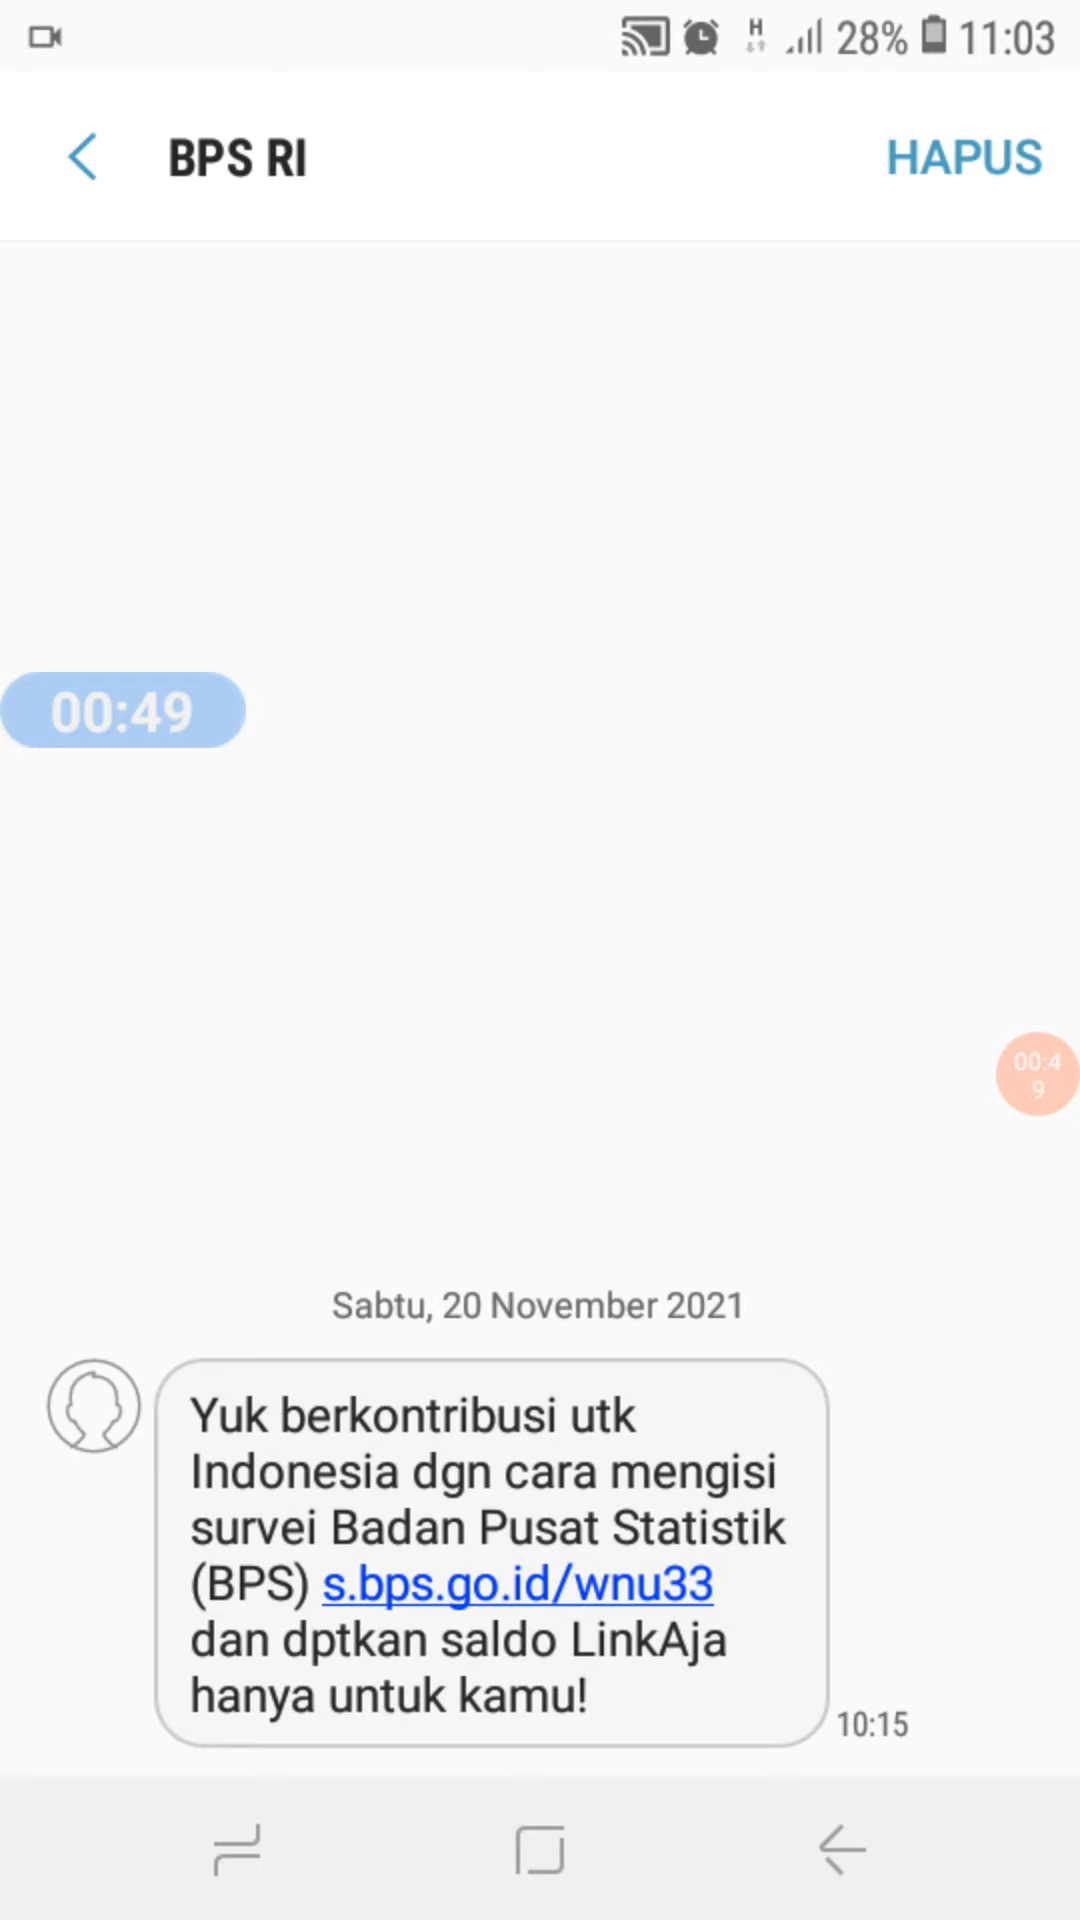 H 28% 11:03
BPS RI HAPUS
00:49
00:4
9
Sabtu, 20 November 2021
Yuk berkontribusi utk
Indonesia dgn cara mengisi
survei Badan Pusat Statistik
(BPS) s.bps.go.id/wnu33
dan dptkan saldo LinkAja
hanya untuk kamu!
10:15